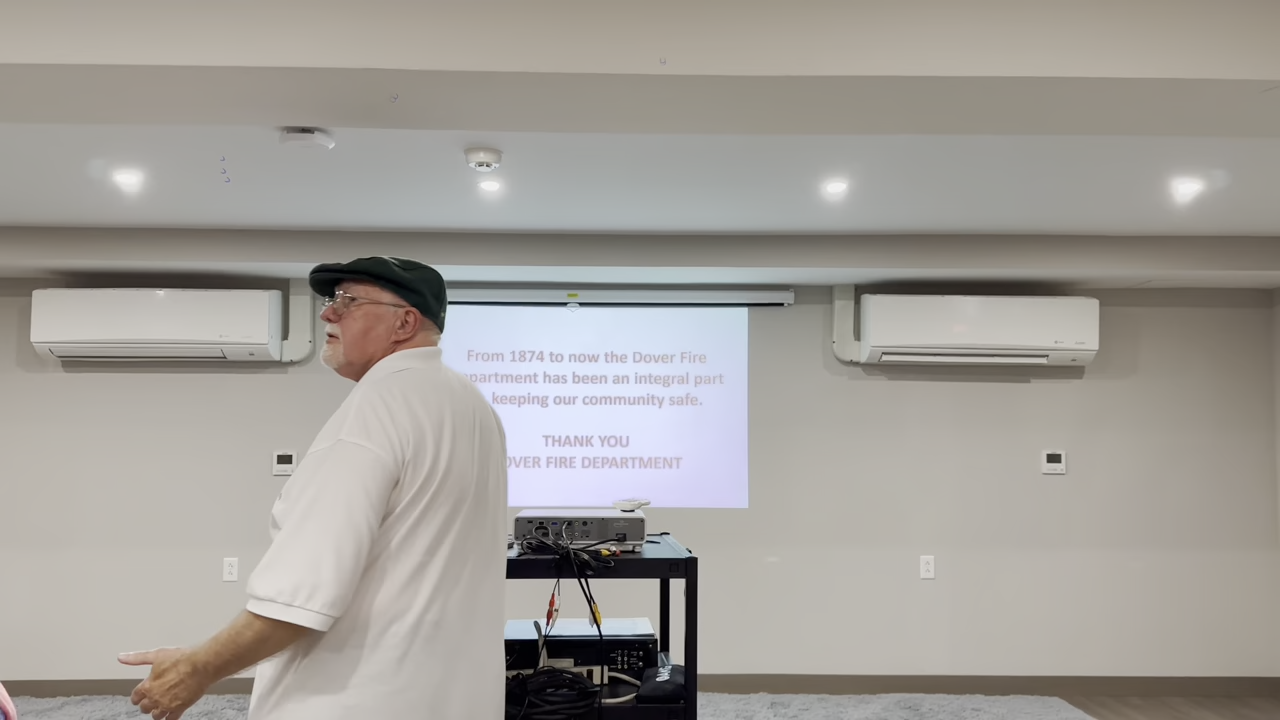 From 1874 to now the Dover Fire
partment has been an integral part
keeping our community safe.
THANK YOU
OVER FIRE DEPARTMENT